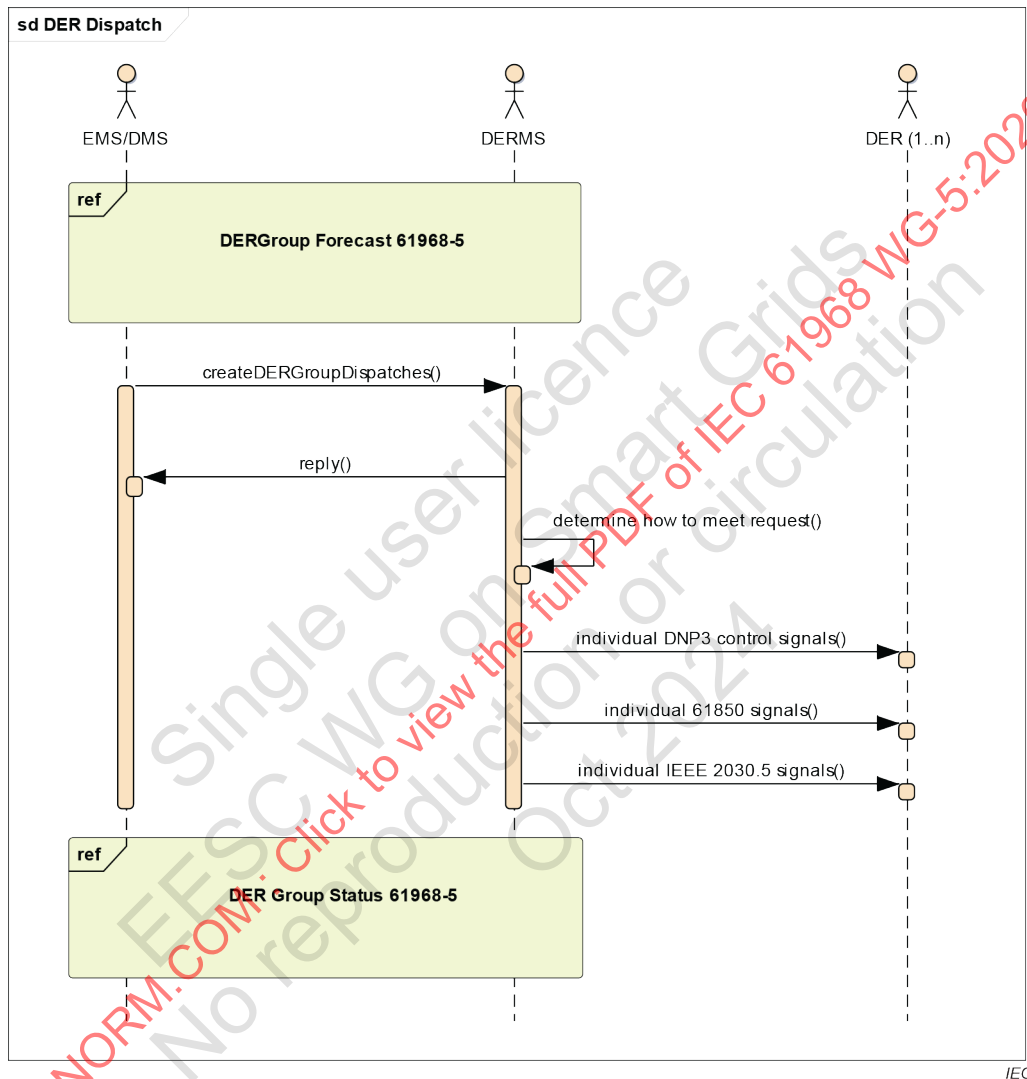 sd DER Dispatch
EMS/DMS
DERMS
DER (1..n)
ref
DERGroup Forecast 61968-5
createDERGroupDispatches()
reply()
determine how to meet request()
individual DNP3 control signals()
individual 61850 signals()
individual IEEE 2030.5 signals()
ref
DER Group Status 61968-5
Single user licence
EESC WG on Smart Grids
No reproduction or circulation
Oct 2024
NORM.COM : Click to view the full PDF of IEC 61968 WG-5:202
IEC